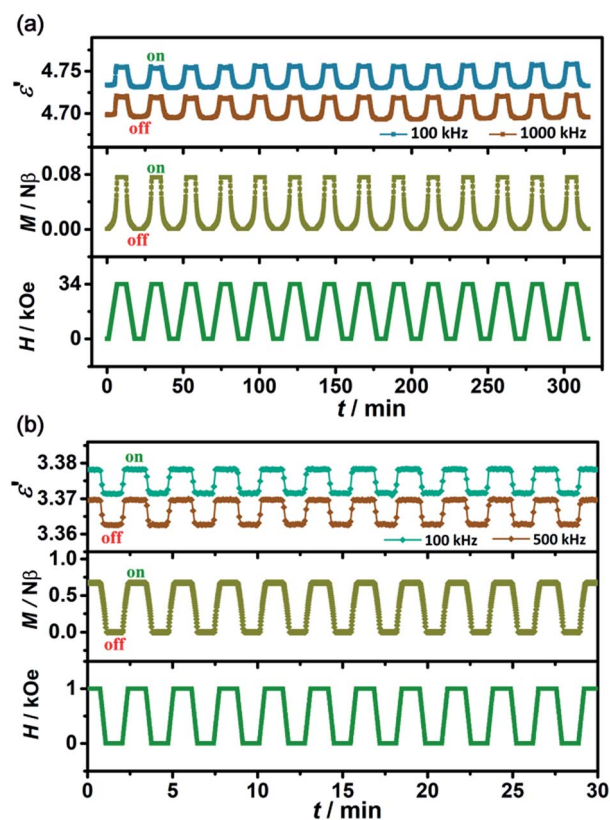 (a)
4.75
on
ε'
4.70
off
100 kHz 1000 kHz
0.08
on
M / Nβ
0.00
off
34
H / kOe
0
0 50 100 150 200 250 300
t / min
(b)
3.38
on
ε'
3.37
3.36
off
100 kHz 500 kHz
1.0
on
M / Nβ
0.5
0.0
off
1
H / kOe
0
0 5 10 15 20 25 30
t / min